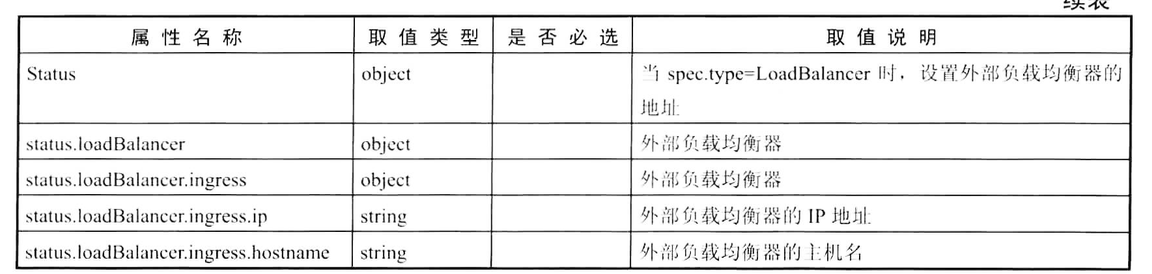 续表
属性名称 取值类型 是否必选 取值说明
Status object 当 spec.type=LoadBalancer 时，设置外部负载均衡器的
地址
status.loadBalancer object 外部负载均衡器
status.loadBalancer.ingress object 外部负载均衡器
status.loadBalancer.ingress.ip string 外部负载均衡器的 IP 地址
status.loadBalancer.ingress.hostname string 外部负载均衡器的主机名